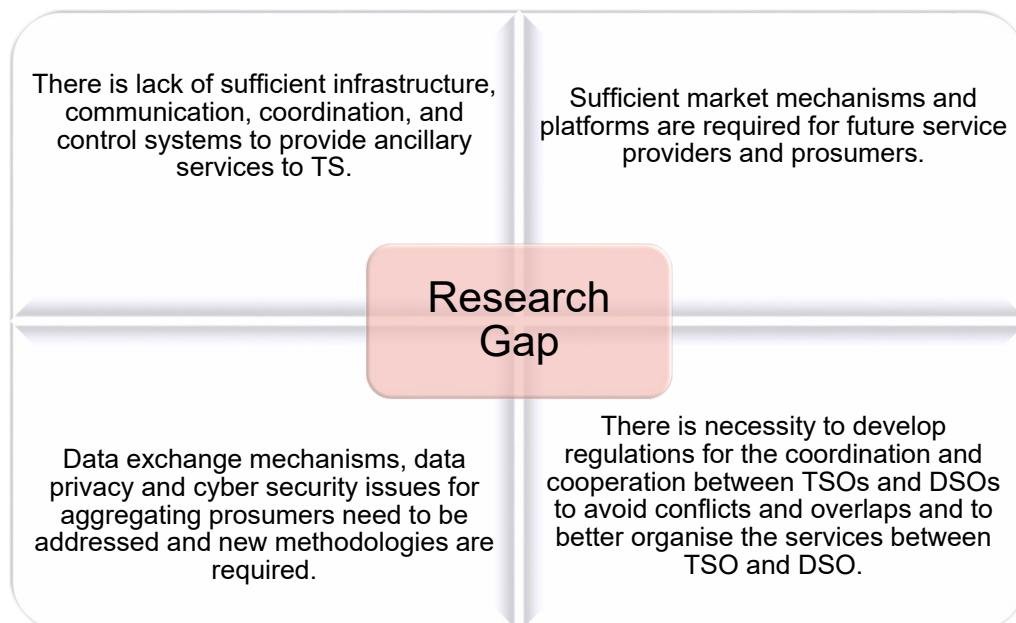 There is lack of sufficient infrastructure,
communication, coordination, and
control systems to provide ancillary
services to TS.
Sufficient market mechanisms and
platforms are required for future service
providers and prosumers.
Research
Gap
Data exchange mechanisms, data
privacy and cyber security issues for
aggregating prosumers need to be
addressed and new methodologies are
required.
There is necessity to develop
regulations for the coordination and
cooperation between TSOs and DSOs
to avoid conflicts and overlaps and to
better organise the services between
TSO and DSO.